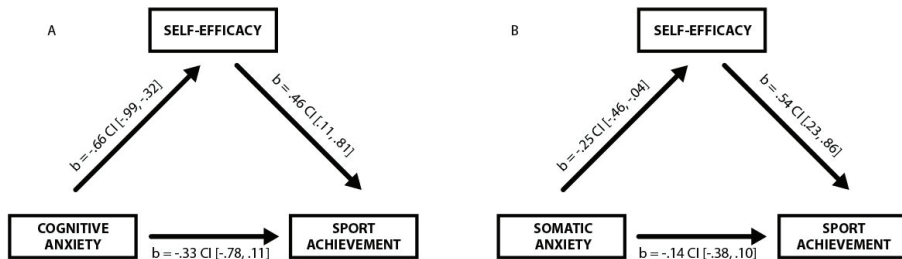 A
SELF-EFFICACY
b = -.66 CI [-.99, -.32]
b = .46 CI [.11, .81]
COGNITIVE
ANXIETY
b = -.33 CI [-.78, .11]
SPORT
ACHIEVEMENT
B
SELF-EFFICACY
b = -.25 CI [-.46, -.04]
b = .54 CI [.23, .86]
SOMATIC
ANXIETY
b = -.14 CI [-.38, .10]
SPORT
ACHIEVEMENT